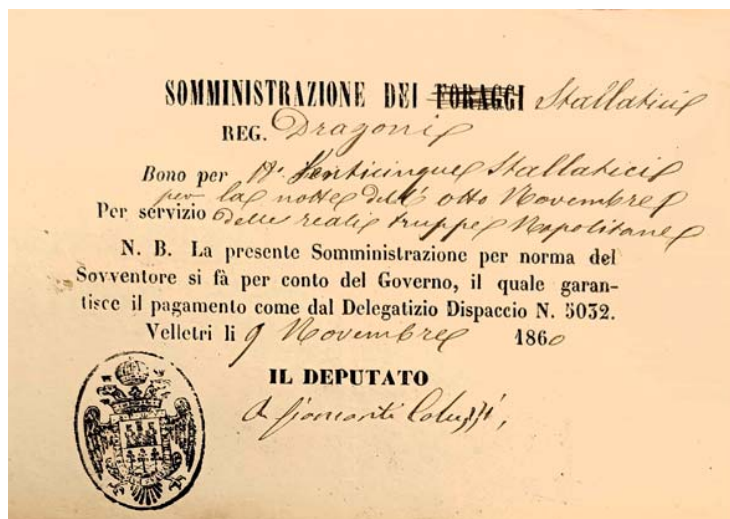 SOMMINISTRAZIONE DEI FORAGGI Stallatici
REG. Dragoni
Bono per N.º Venticinque Stallatici
per la notte dell' otto Novembre
Per servizio delle reali truppe Napolitane
N. B. La presente Somministrazione per norma del
Sovventore si fà per conto del Governo, il quale garan-
tisce il pagamento come dal Delegatizio Dispaccio N. 5032.
Velletri li 9 Novembre 1860
IL DEPUTATO